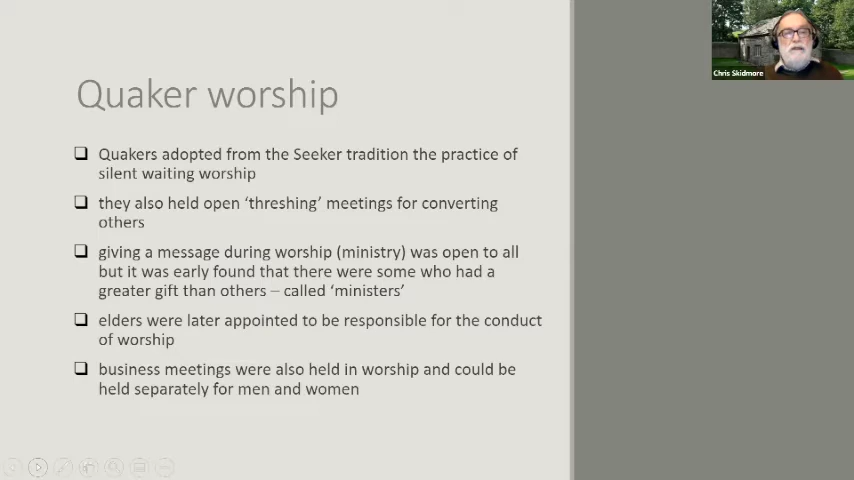 Chris Skidmore
Quaker worship
Quakers adopted from the Seeker tradition the practice of
silent waiting worship
they also held open ‘threshing’ meetings for converting
others
giving a message during worship (ministry) was open to all
but it was early found that there were some who had a
greater gift than others – called ‘ministers’
elders were later appointed to be responsible for the conduct
of worship
business meetings were also held in worship and could be
held separately for men and women